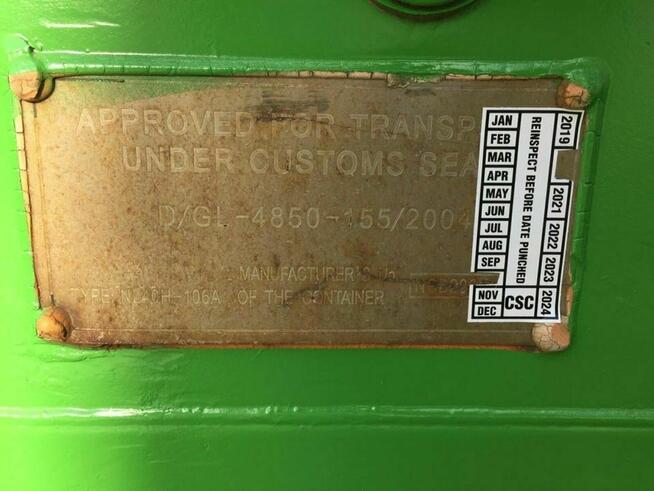 APPROVED FOR TRANSP
UNDER CUSTOMS SEA
D/GL-4850-155/2004
MANUFACTURER'S
OF THE CONTAINER
JAN
FEB
MAR
APR
MAY
JUN
JUL
AUG
SEP
NOV
DEC
REINSPECT BEFORE DATE PUNCHED
CSC
2019
2021
2022
2023
2024